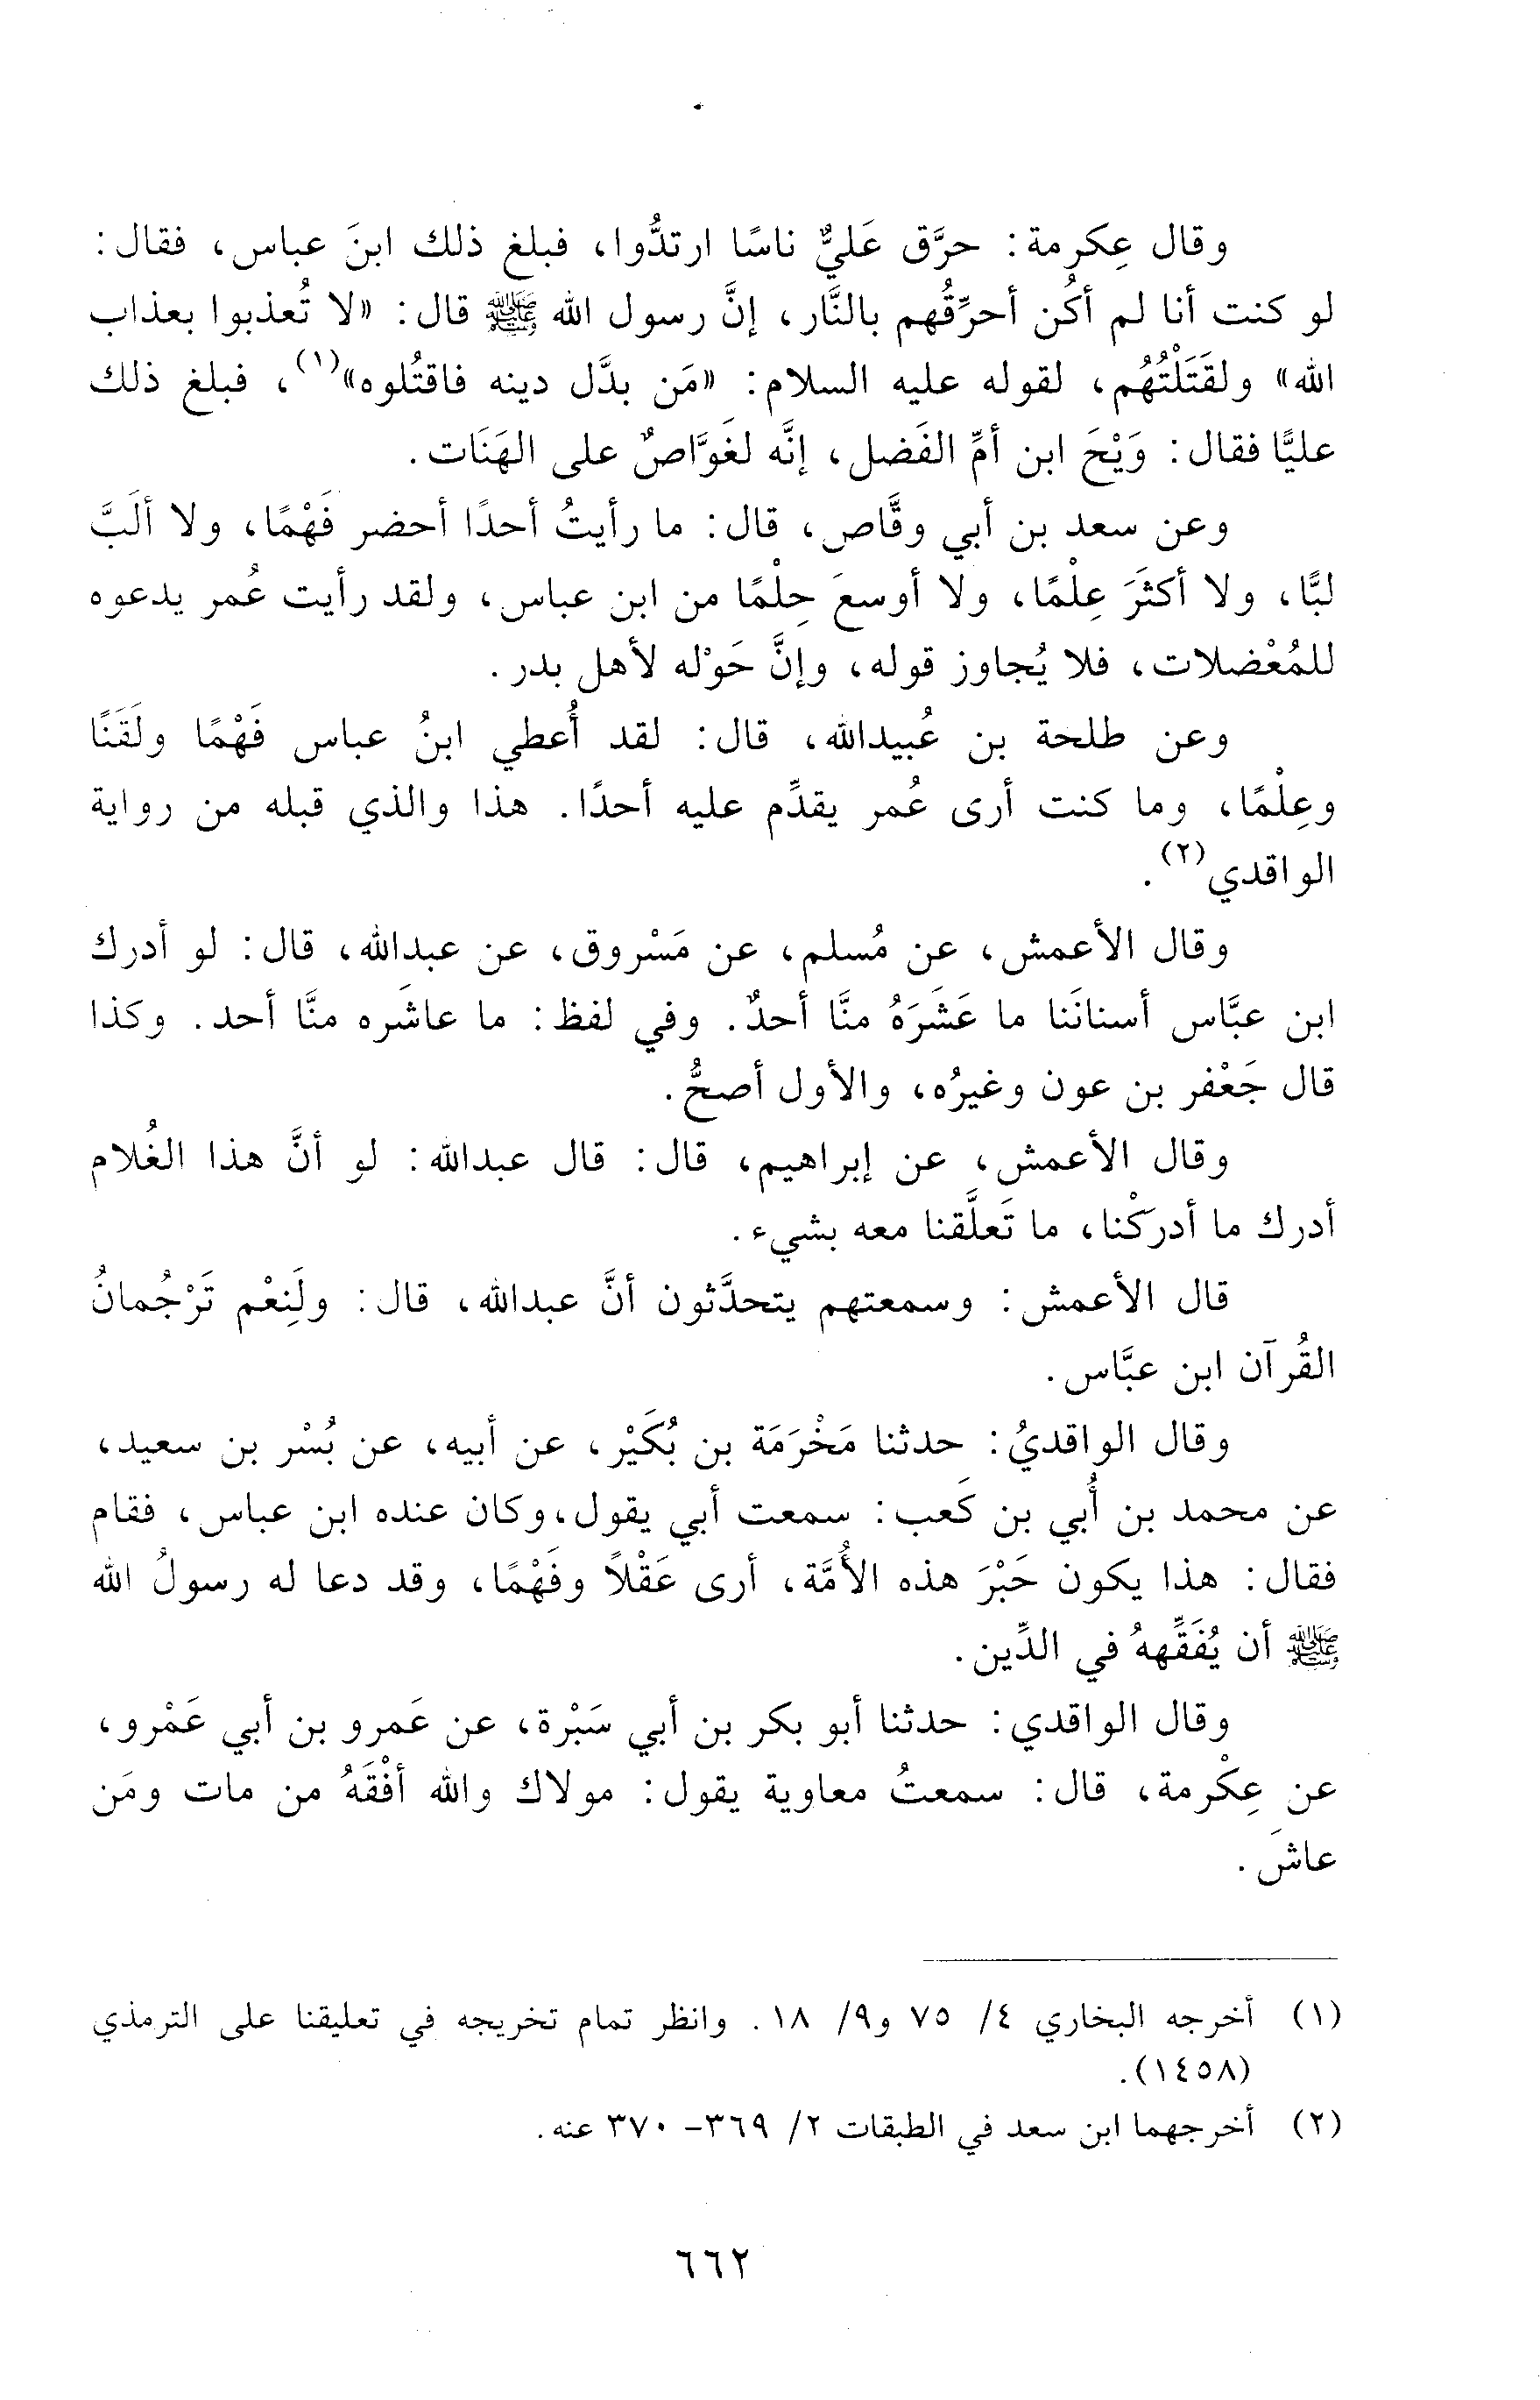 وقال عِكرمة: حرَّق عَليٌّ ناسًا ارتدُّوا، فبلغ ذلك ابنَ عباس، فقال:
لو كنت أنا لم أكُن أحرِّقُهم بالنَّار، إنَّ رسول الله ﷺ قال: «لا تُعذبوا بعذاب
الله» ولقَتَلْتُهُم، لقوله عليه السلام: «مَن بدَّل دينه فاقتُلوه»(١)، فبلغ ذلك
عليًّا فقال: وَيْحَ ابن أمِّ الفَضل، إنَّه لغَوَّاصٌ على الهَنَات.
وعن سعد بن أبي وقَّاص، قال: ما رأيتُ أحدًا أحضر فَهْمًا، ولا ألَبَّ
لبًّا، ولا أكثَرَ عِلْمًا، ولا أوسعَ حِلْمًا من ابن عباس، ولقد رأيت عُمر يدعوه
للمُعْضلات، فلا يُجاوز قوله، وإنَّ حَوْله لأهل بدر.
وعن طلحة بن عُبيدالله، قال: لقد أُعطي ابنُ عباس فَهْمًا ولَقَنًا
وعِلْمًا، وما كنت أرى عُمر يقدِّم عليه أحدًا. هذا والذي قبله من رواية
الواقدي(٢).
وقال الأعمش، عن مُسلم، عن مَسْروق، عن عبدالله، قال: لو أدرك
ابن عبَّاس أسنانَنا ما عَشَرَهُ منَّا أحدٌ. وفي لفظ: ما عاشَره منَّا أحد. وكذا
قال جَعْفر بن عون وغيرُه، والأول أصحُّ.
وقال الأعمش، عن إبراهيم، قال: قال عبدالله: لو أنَّ هذا الغُلام
أدرك ما أدركْنا، ما تَعلَّقنا معه بشيء.
قال الأعمش: وسمعتهم يتحدَّثون أنَّ عبدالله، قال: ولَنِعْم تَرْجُمانُ
القُرآن ابن عبَّاس.
وقال الواقديُ: حدثنا مَخْرَمَة بن بُكَيْر، عن أبيه، عن بُسْر بن سعيد،
عن محمد بن أُبي بن كَعب: سمعت أبي يقول،وكان عنده ابن عباس، فقام
فقال: هذا يكون حَبْرَ هذه الأُمَّة، أرى عَقْلاً وفَهْمًا، وقد دعا له رسولُ الله
ﷺ أن يُفَقِّههُ في الدِّين.
وقال الواقدي: حدثنا أبو بكر بن أبي سَبْرة، عن عَمرو بن أبي عَمْرو،
عن عِكْرمة، قال: سمعتُ معاوية يقول: مولاك والله أفْقَهُ من مات ومَن
عاشَ.
(١) أخرجه البخاري ٤/ ٧٥ و٩/ ١٨. وانظر تمام تخريجه في تعليقنا على الترمذي
(١٤٥٨).
(٢) أخرجهما ابن سعد في الطبقات ٢/ ٣٦٩- ٣٧٠ عنه.
٦٦٢